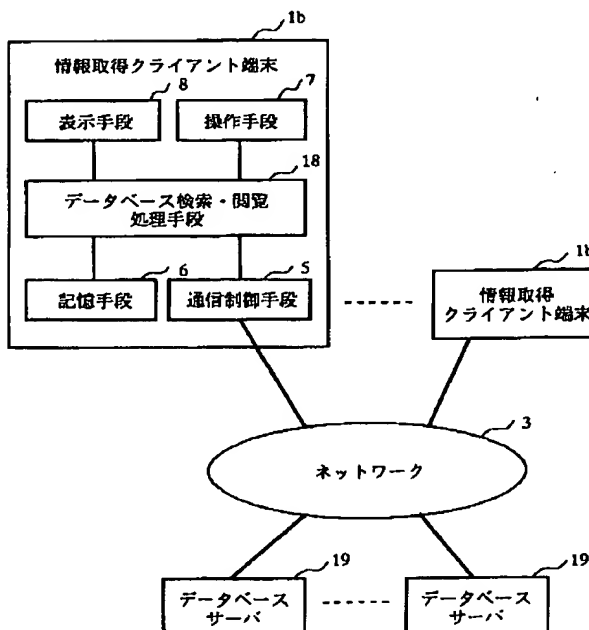 1b
情報取得クライアント端末
8
7
表示手段
操作手段
18
データベース検索・閲覧
処理手段
6
5
記憶手段
通信制御手段
1b
情報取得
クライアント端末
3
ネットワーク
19
19
データベース
サーバ
データベース
サーバ